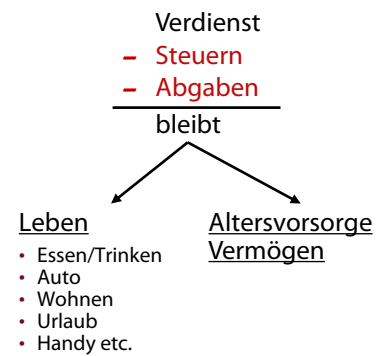 Verdienst
– Steuern
– Abgaben
bleibt
Leben
• Essen/Trinken
• Auto
• Wohnen
• Urlaub
• Handy etc.
Altersvorsorge
Vermögen